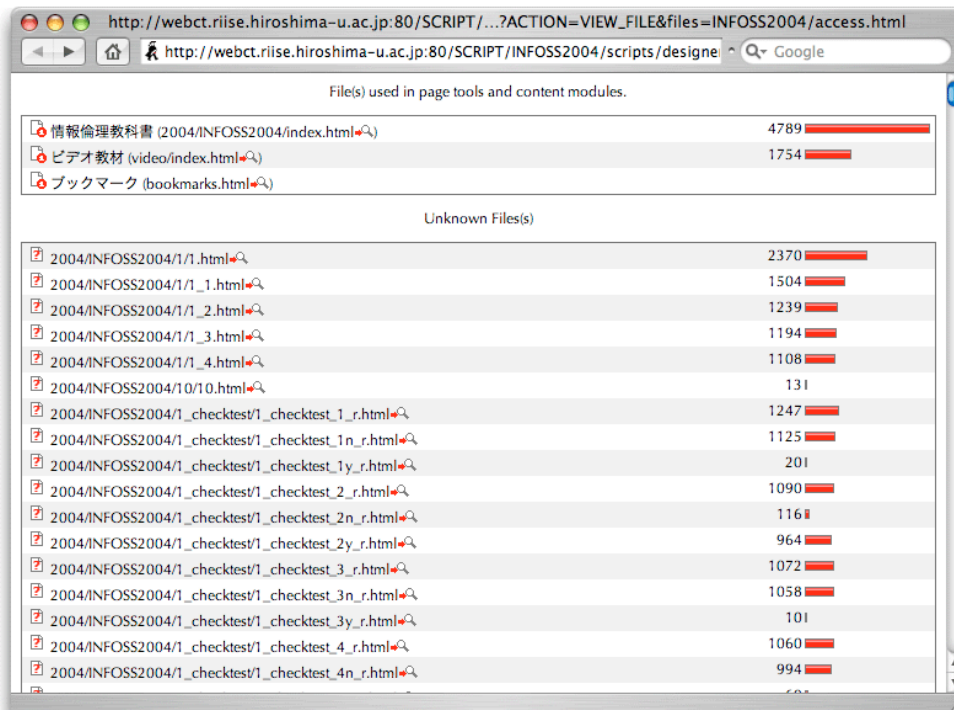 http://webct.riise.hiroshima-u.ac.jp:80/SCRIPT/...?ACTION=VIEW_FILE&files=INFOSS2004/access.html
http://webct.riise.hiroshima-u.ac.jp:80/SCRIPT/INFOSS2004/scripts/designe Google
File(s) used in page tools and content modules.
情報倫理教科書 (2004/INFOSS2004/index.html) 4789
ビデオ教材 (video/index.html) 1754
ブックマーク (bookmarks.html)
Unknown Files(s)
2004/INFOSS2004/1/1.html 2370
2004/INFOSS2004/1/1_1.html 1504
2004/INFOSS2004/1/1_2.html 1239
2004/INFOSS2004/1/1_3.html 1194
2004/INFOSS2004/1/1_4.html 1108
2004/INFOSS2004/10/10.html 13
2004/INFOSS2004/1_checktest/1_checktest_1_r.html 1247
2004/INFOSS2004/1_checktest/1_checktest_1n_r.html 1125
2004/INFOSS2004/1_checktest/1_checktest_1y_r.html 20
2004/INFOSS2004/1_checktest/1_checktest_2_r.html 1090
2004/INFOSS2004/1_checktest/1_checktest_2n_r.html 116
2004/INFOSS2004/1_checktest/1_checktest_2y_r.html 964
2004/INFOSS2004/1_checktest/1_checktest_3_r.html 1072
2004/INFOSS2004/1_checktest/1_checktest_3n_r.html 1058
2004/INFOSS2004/1_checktest/1_checktest_3y_r.html 10
2004/INFOSS2004/1_checktest/1_checktest_4_r.html 1060
2004/INFOSS2004/1_checktest/1_checktest_4n_r.html 994